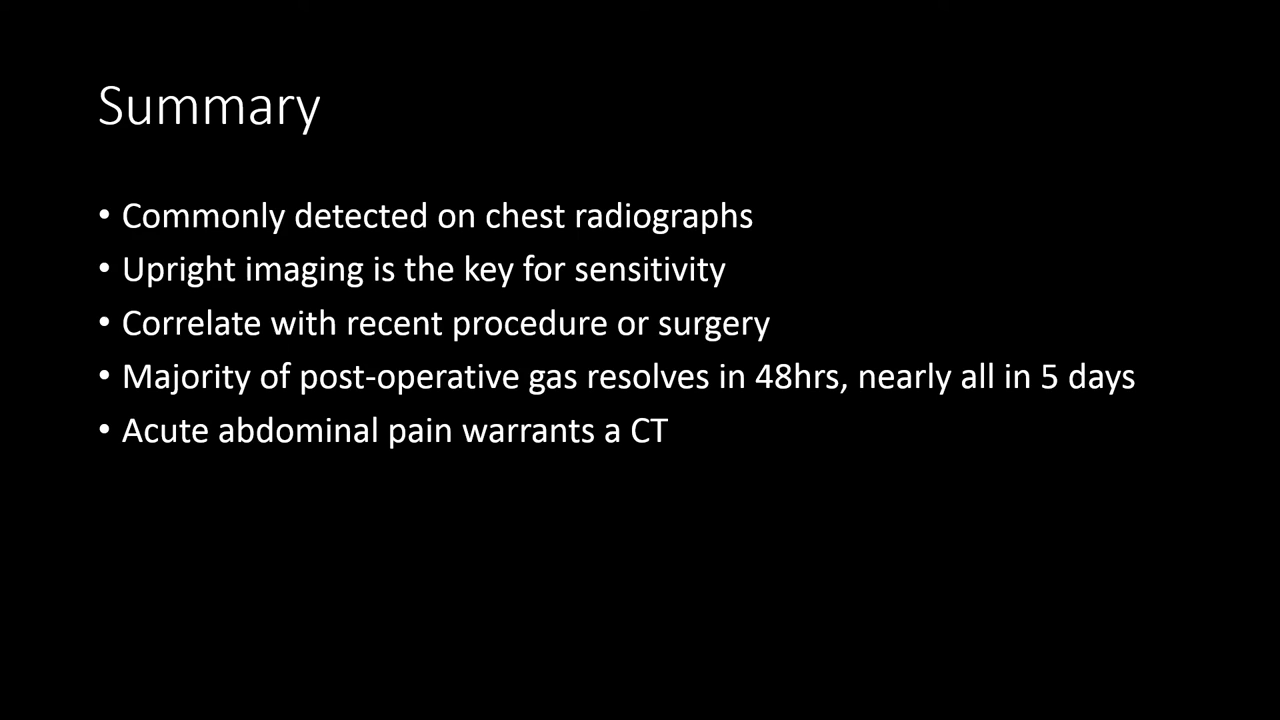 Summary
• Commonly detected on chest radiographs
• Upright imaging is the key for sensitivity
• Correlate with recent procedure or surgery
• Majority of post-operative gas resolves in 48hrs, nearly all in 5 days
• Acute abdominal pain warrants a CT